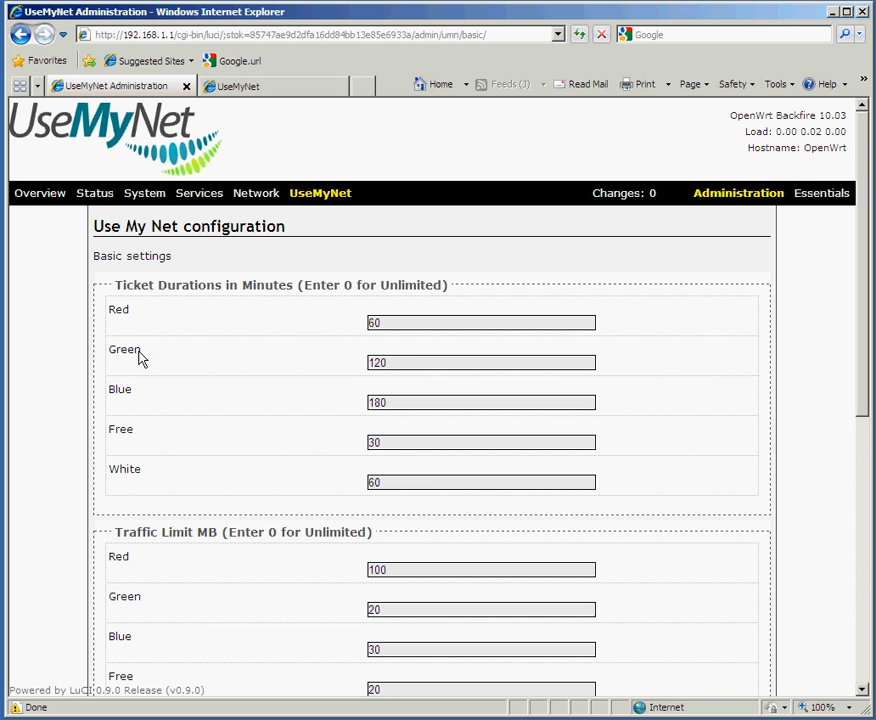 UseMyNet Administration - Windows Internet Explorer
http://192.168.1.1/cgi-bin/luci/;stok=85747ae9d2dfa16dd84bb13e85e6933a/admin/umn/basic/
Google
Favorites Suggested Sites Google.url
UseMyNet Administration UseMyNet Home Feeds (J) Read Mail Print Page Safety Tools Help »
UseMyNet
OpenWrt Backfire 10.03
Load: 0.00 0.02 0.00
Hostname: OpenWrt
Overview Status System Services Network UseMyNet Changes: 0 Administration Essentials
Use My Net configuration
Basic settings
Ticket Durations in Minutes (Enter 0 for Unlimited)
Red
60
Green
120
Blue
180
Free
30
White
60
Traffic Limit MB (Enter 0 for Unlimited)
Red
100
Green
20
Blue
30
Free
20
Powered by LuCI 0.9.0 Release (v0.9.0)
Done Internet 100%